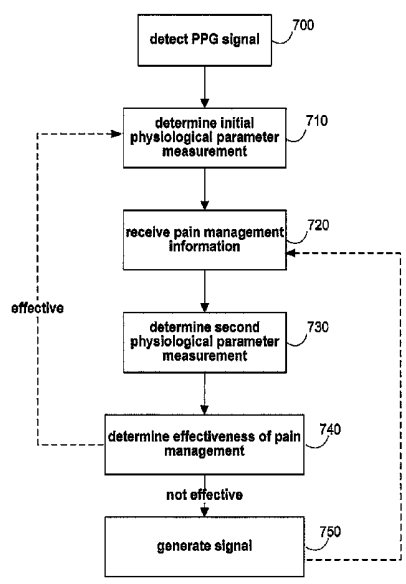 detect PPG signal
700
determine initial
physiological parameter
measurement
710
receive pain management
information
720
effective
determine second
physiological parameter
measurement
730
determine effectiveness of pain
management
740
not effective
generate signal
750